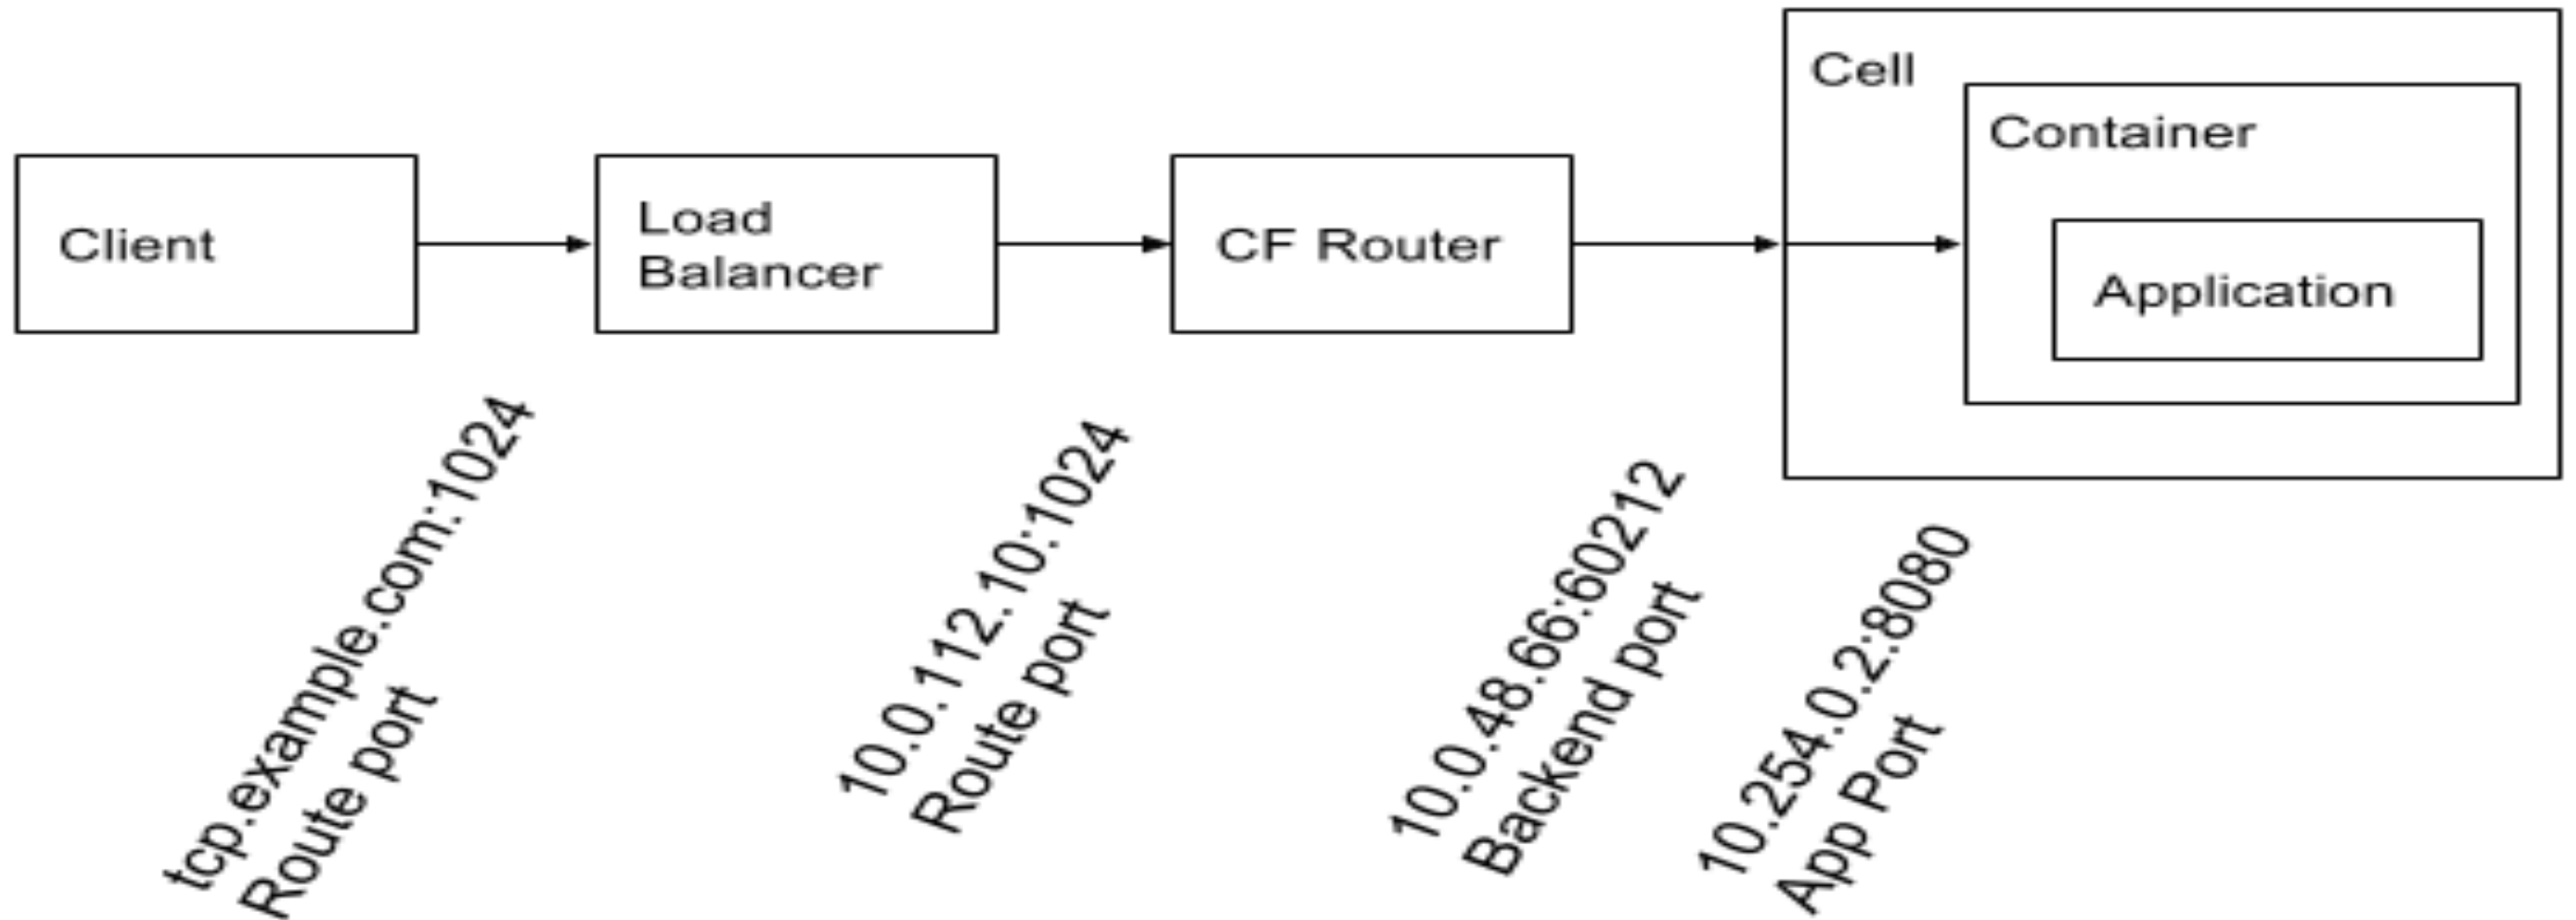 Client
Load
Balancer
CF Router
Cell
Container
Application
tcp.example.com:1024
Route port
10.0.112.10:1024
Route port
10.0.48.66:60212
Backend port
10.254.0.2:8080
App Port